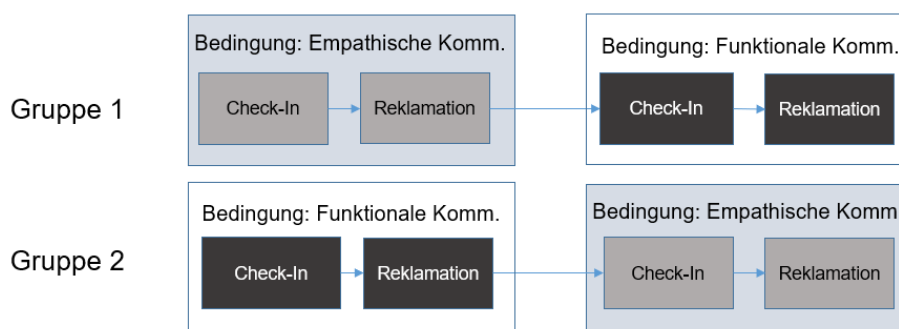 Bedingung: Empathische Komm.
Bedingung: Funktionale Komm.
Gruppe 1
Check-In
Reklamation
Check-In
Reklamation
Bedingung: Funktionale Komm.
Bedingung: Empathische Komm
Gruppe 2
Check-In
Reklamation
Check-In
Reklamation